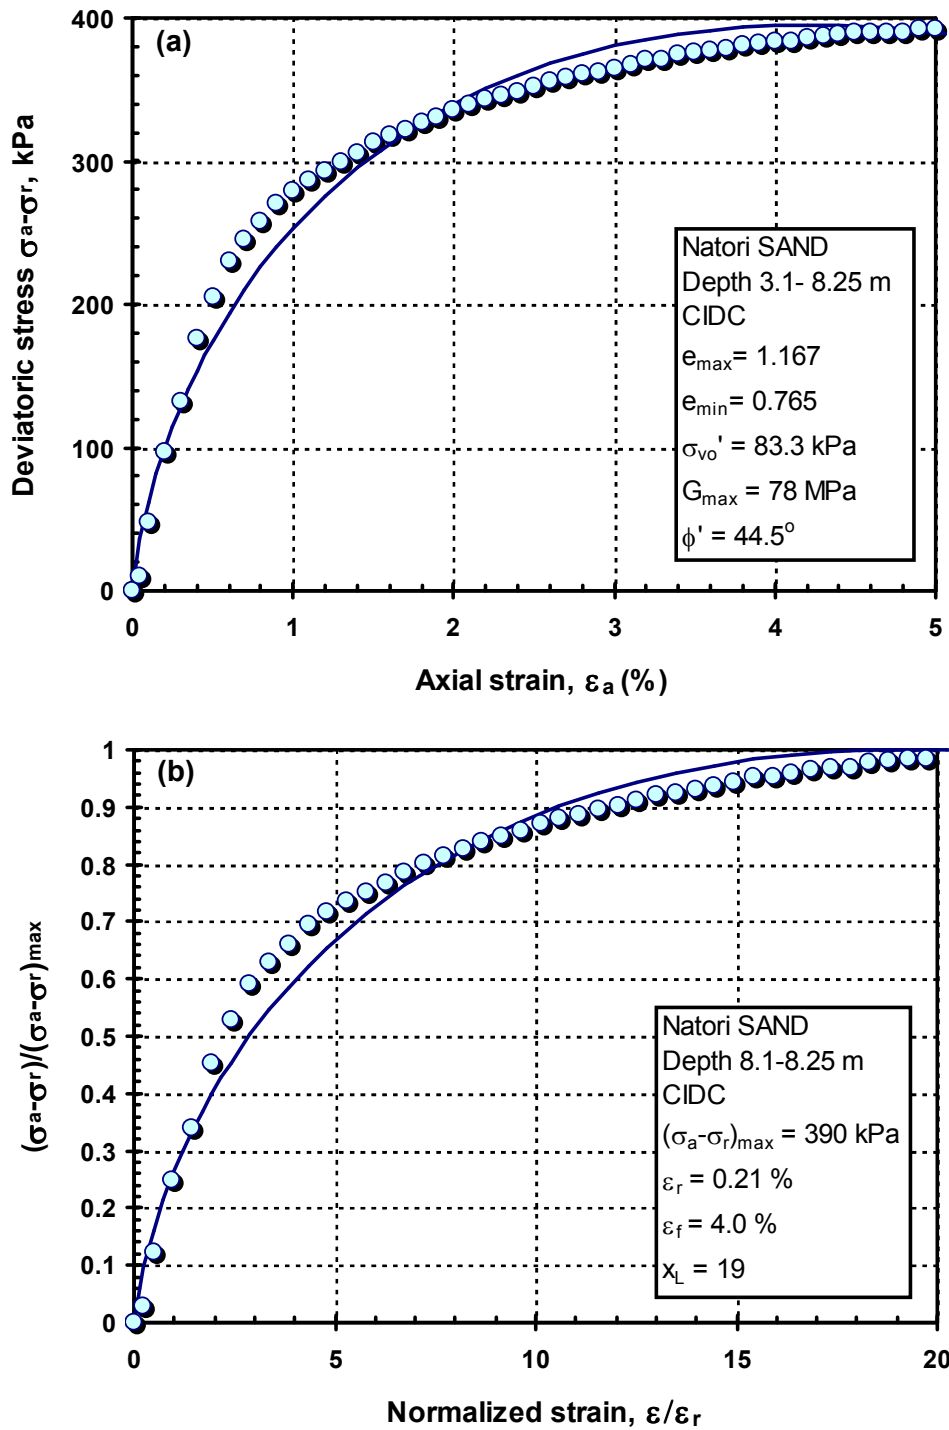 (a)
400
300
200
100
0
Deviatoric stress σa-σr, kPa
Natori SAND
Depth 3.1- 8.25 m
CIDC
emax= 1.167
emin= 0.765
σvo' = 83.3 kPa
Gmax = 78 MPa
ϕ' = 44.5o
0 1 2 3 4 5
Axial strain, εa (%)
(b)
1
0.9
0.8
0.7
0.6
0.5
0.4
0.3
0.2
0.1
0
(σa-σr)/(σa-σr)max
Natori SAND
Depth 8.1-8.25 m
CIDC
(σa-σr)max = 390 kPa
εr = 0.21 %
εf = 4.0 %
xL = 19
0 5 10 15 20
Normalized strain, ε/εr